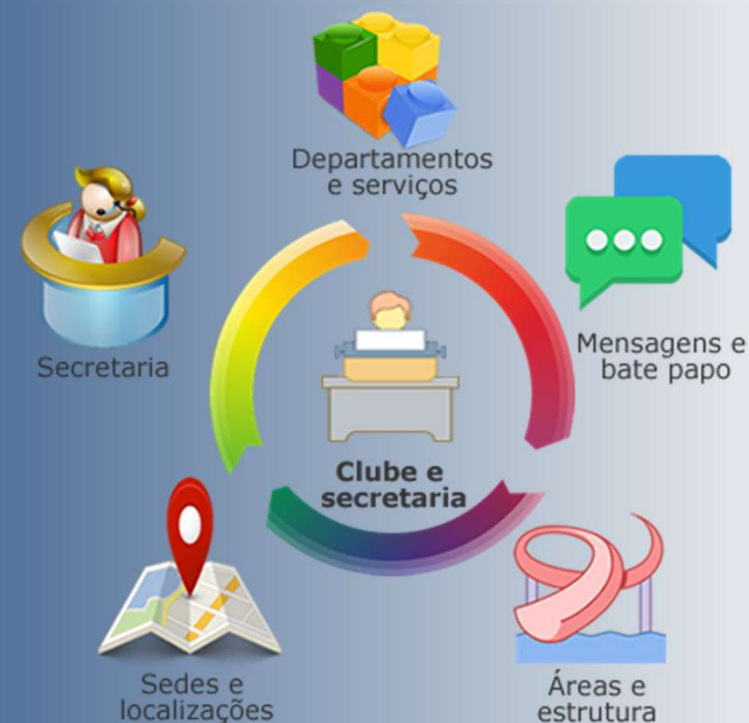 Departamentos
e serviços
Mensagens e
bate papo
Secretaria
Clube e
secretaria
Sedes e
localizações
Áreas e
estrutura